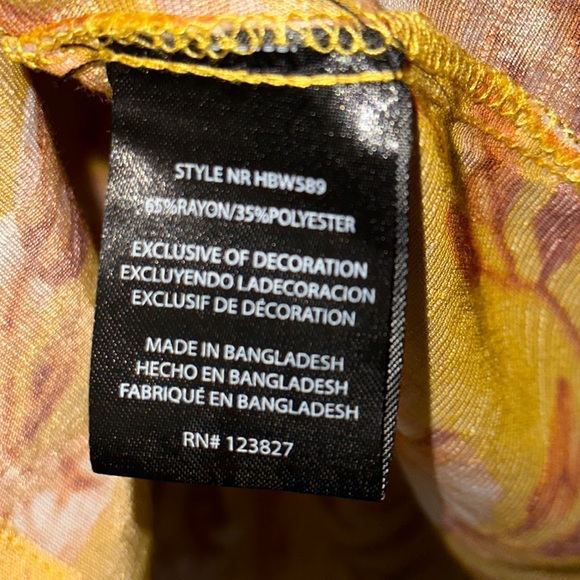 STYLE NR HBW589
65%RAYON/35%POLYESTER
EXCLUSIVE OF DECORATION
EXCLUYENDO LADECORACION
EXCLUSIF DE DÉCORATION
MADE IN BANGLADESH
HECHO EN BANGLADESH
FABRIQUÉ EN BANGLADESH
RN# 123827